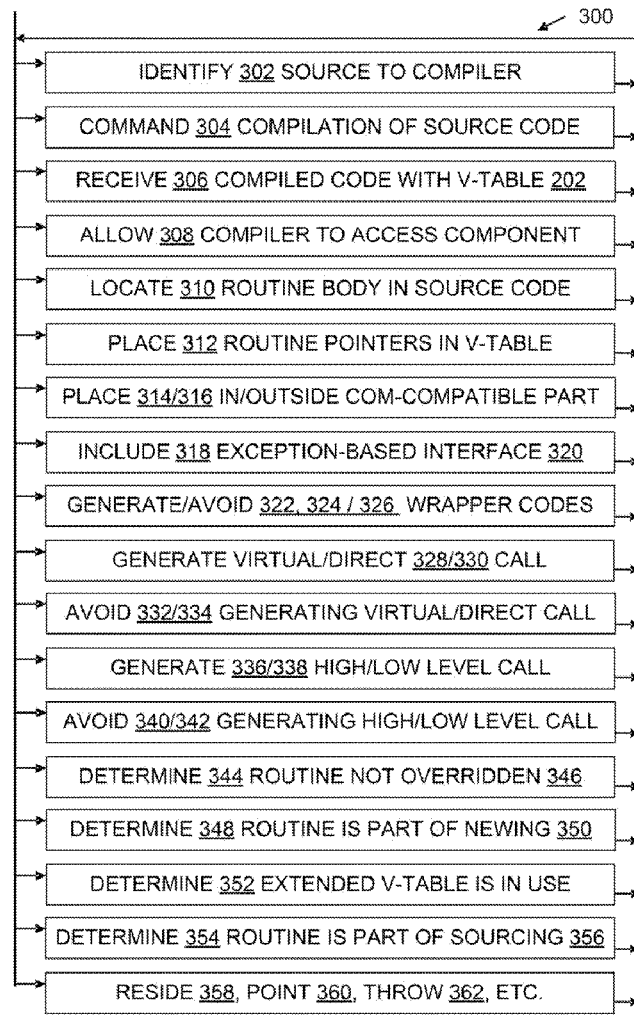 300
IDENTIFY 302 SOURCE TO COMPILER
COMMAND 304 COMPILATION OF SOURCE CODE
RECEIVE 306 COMPILED CODE WITH V-TABLE 202
ALLOW 308 COMPILER TO ACCESS COMPONENT
LOCATE 310 ROUTINE BODY IN SOURCE CODE
PLACE 312 ROUTINE POINTERS IN V-TABLE
PLACE 314/316 IN/OUTSIDE COM-COMPATIBLE PART
INCLUDE 318 EXCEPTION-BASED INTERFACE 320
GENERATE/AVOID 322, 324 / 326 WRAPPER CODES
GENERATE VIRTUAL/DIRECT 328/330 CALL
AVOID 332/334 GENERATING VIRTUAL/DIRECT CALL
GENERATE 336/338 HIGH/LOW LEVEL CALL
AVOID 340/342 GENERATING HIGH/LOW LEVEL CALL
DETERMINE 344 ROUTINE NOT OVERRIDDEN 346
DETERMINE 348 ROUTINE IS PART OF NEWING 350
DETERMINE 352 EXTENDED V-TABLE IS IN USE
DETERMINE 354 ROUTINE IS PART OF SOURCING 356
RESIDE 358, POINT 360, THROW 362, ETC.